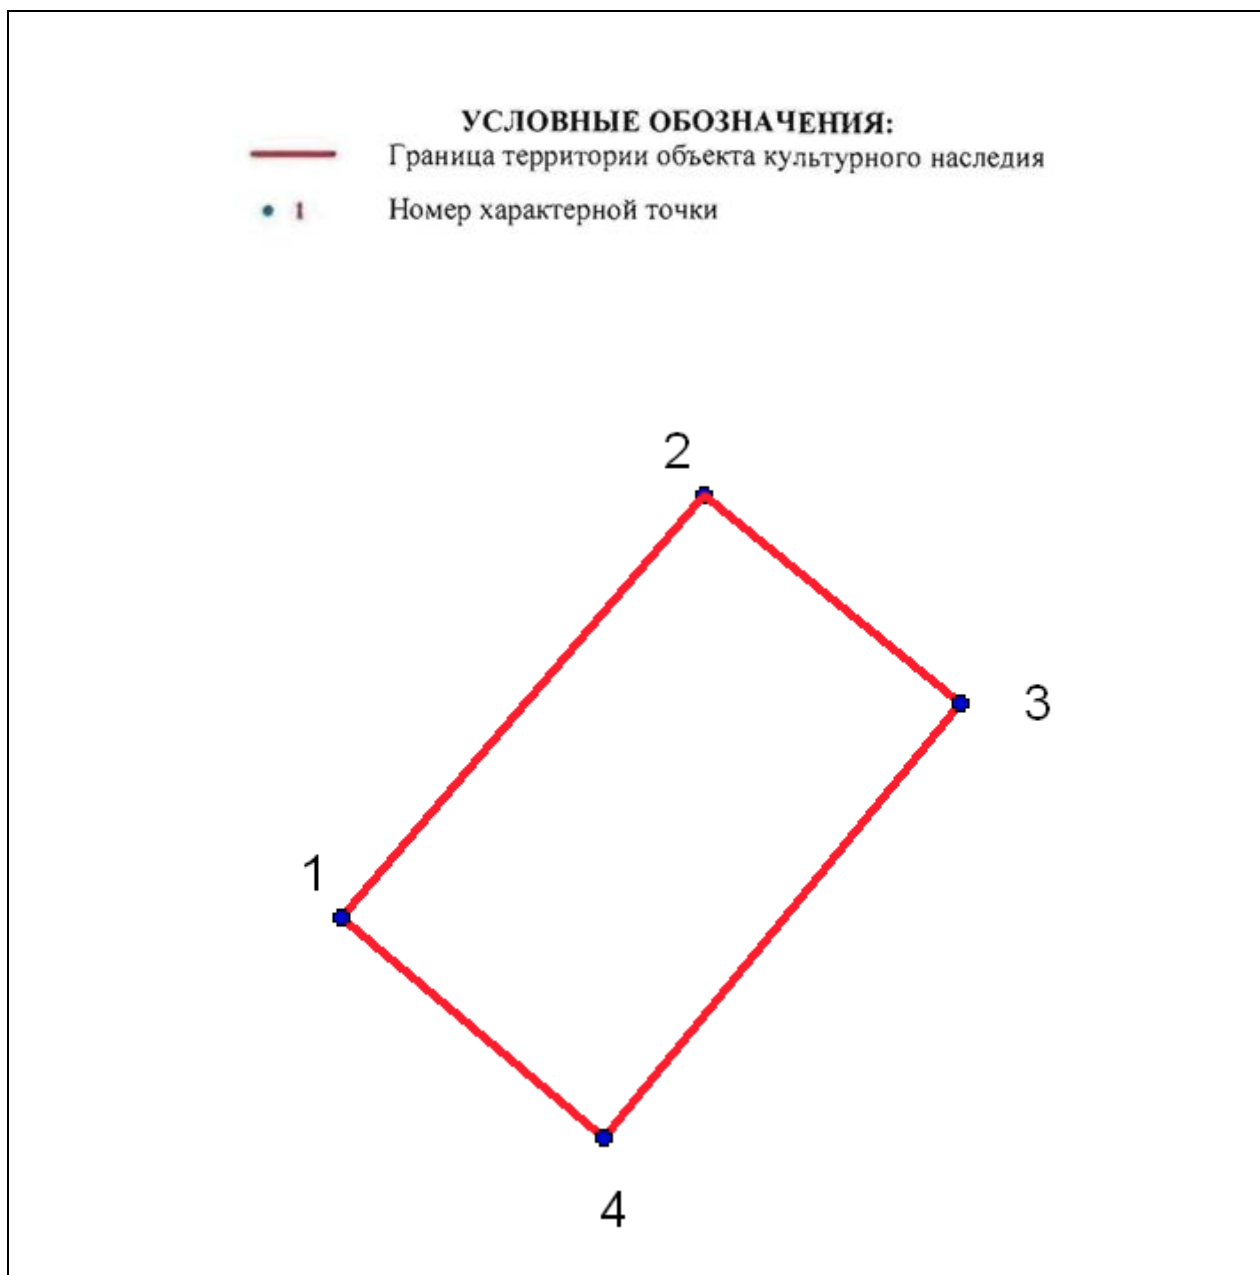 УСЛОВНЫЕ ОБОЗНАЧЕНИЯ:
Граница территории объекта культурного наследия
1 Номер характерной точки
2
3
1
4